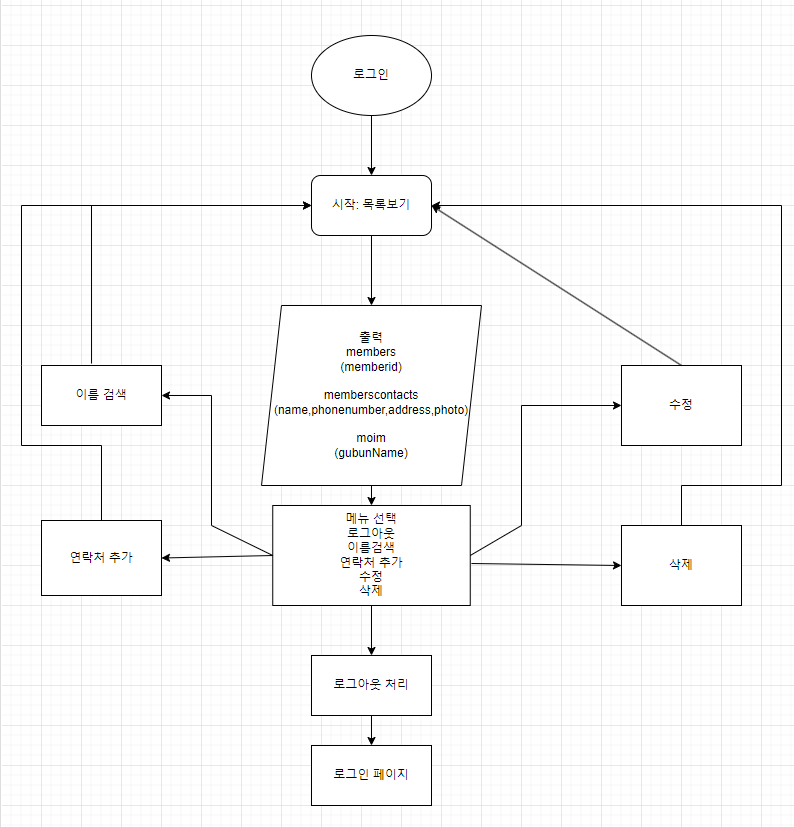 로그인
시작: 목록보기
출력
members
(memberid)
memberscontacts
(name,phonenumber,address,photo)
moim
(gubunName)
이름 검색
수정
메뉴 선택
로그아웃
이름검색
연락처 추가
수정
삭제
연락처 추가
삭제
로그아웃 처리
로그인 페이지